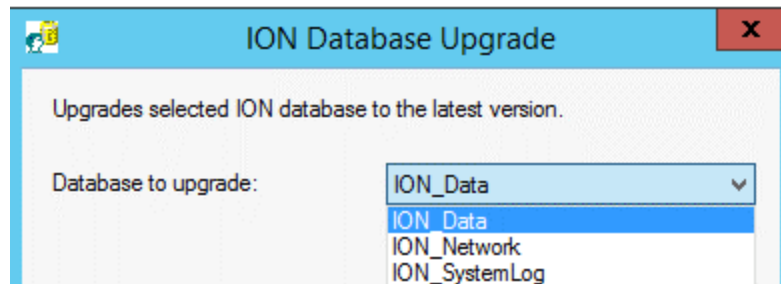 ION Database Upgrade
x
Upgrades selected ION database to the latest version.
Database to upgrade:
ION_Data
ION_Data
ION_Network
ION_SystemLog